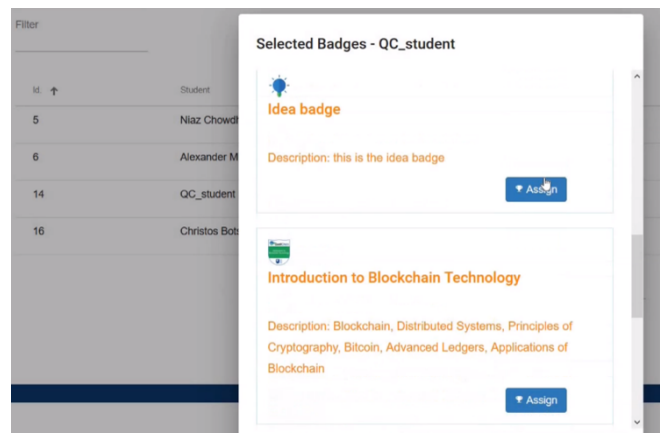 Filter
Id.
Student
5
Niaz Chowdh
6
Alexander M
14
QC_student
16
Christos Bots
Selected Badges - QC_student
Idea badge
Description: this is the idea badge
Assign
Introduction to Blockchain Technology
Description: Blockchain, Distributed Systems, Principles of
Cryptography, Bitcoin, Advanced Ledgers, Applications of
Blockchain
Assign